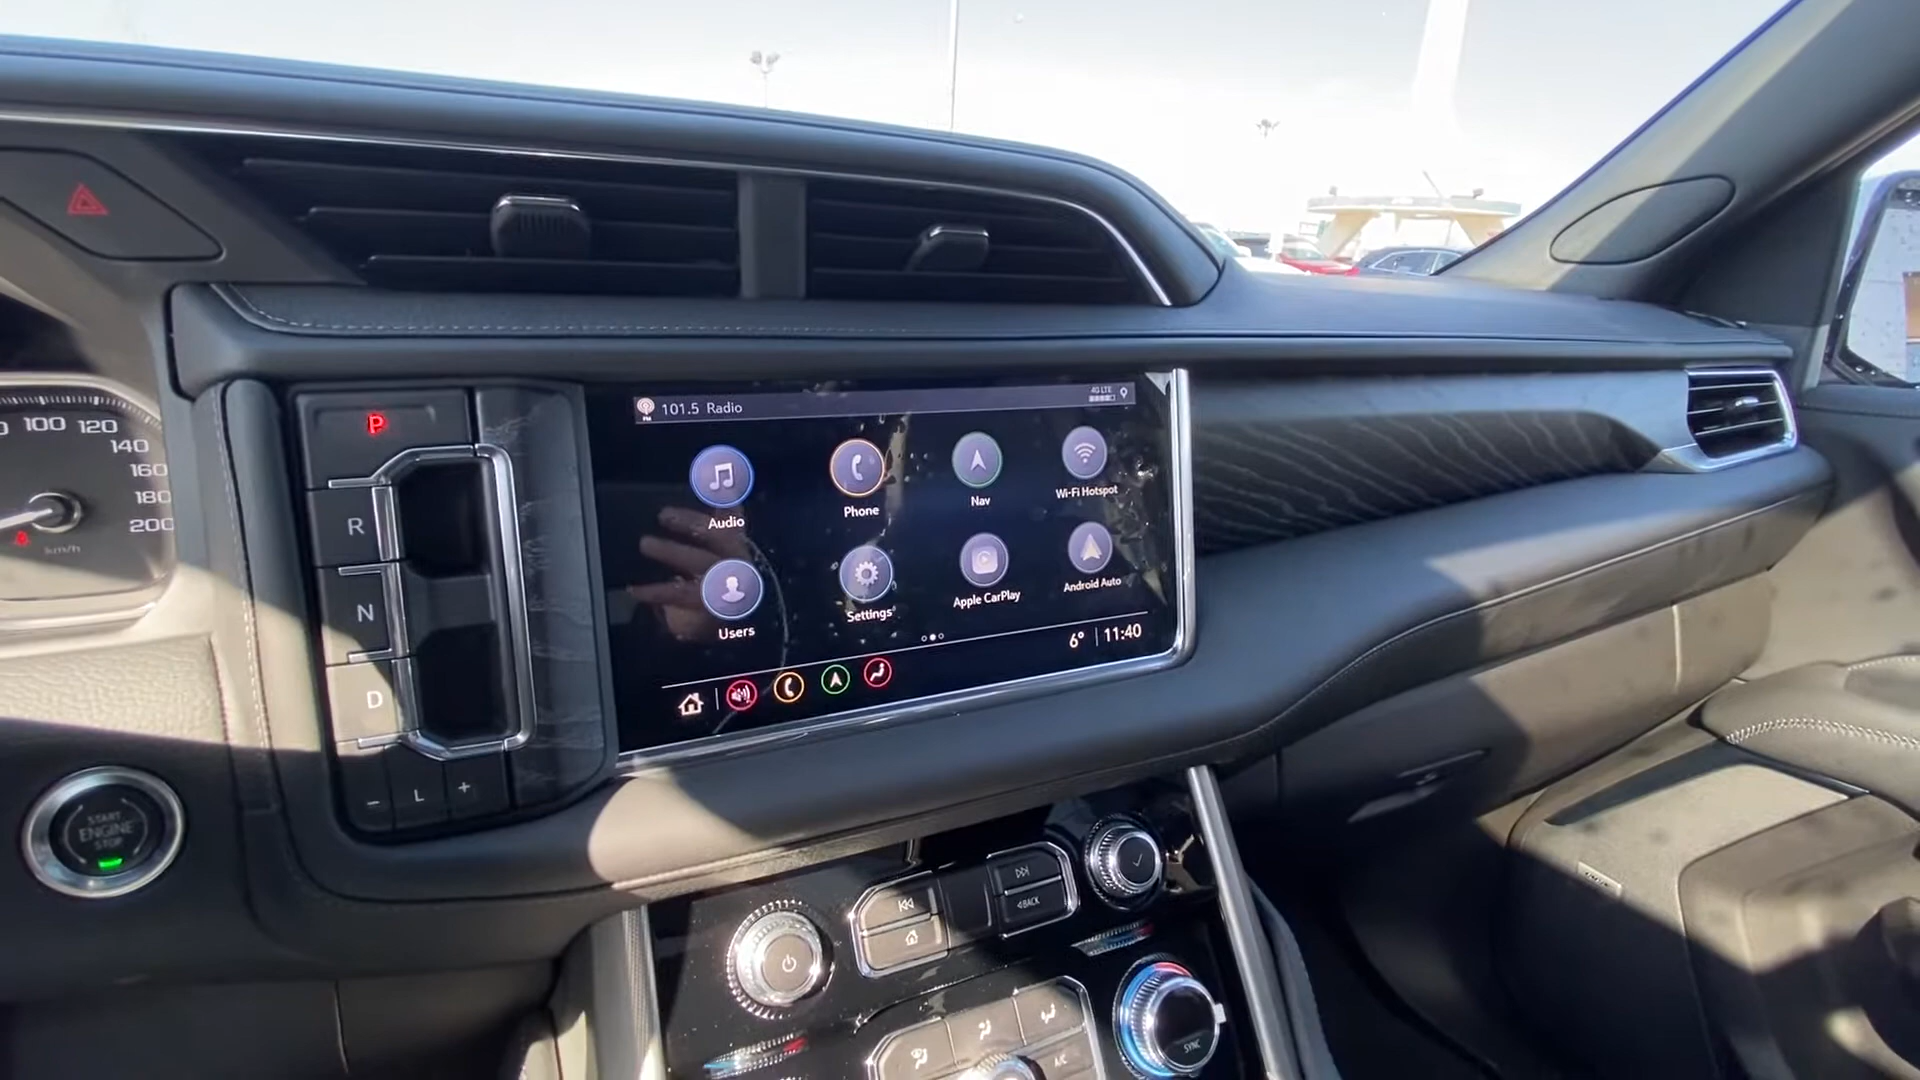 100
120
140
160
180
200
km/h
P
R
N
D
- L +
START
ENGINE
STOP
FM
101.5 Radio
4G LTE
Audio
Phone
Nav
Wi-Fi Hotspot
Users
Settings
Apple CarPlay
Android Auto
6° 11:40
BACK
A/C
SYNC